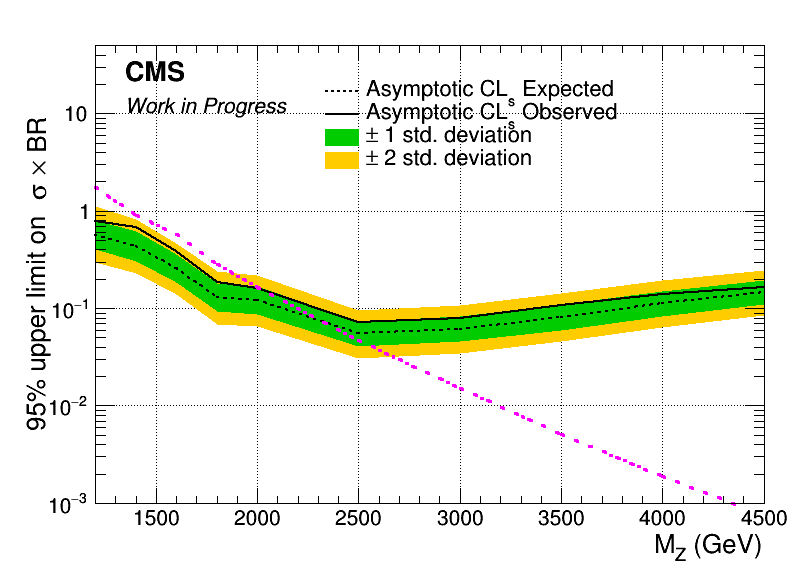 CMS
Work in Progress
Asymptotic CLs Expected
Asymptotic CLs Observed
± 1 std. deviation
± 2 std. deviation
95% upper limit on σ × BR
10
1
10⁻¹
10⁻²
10⁻³
1500 2000 2500 3000 3500 4000 4500
M_Z (GeV)